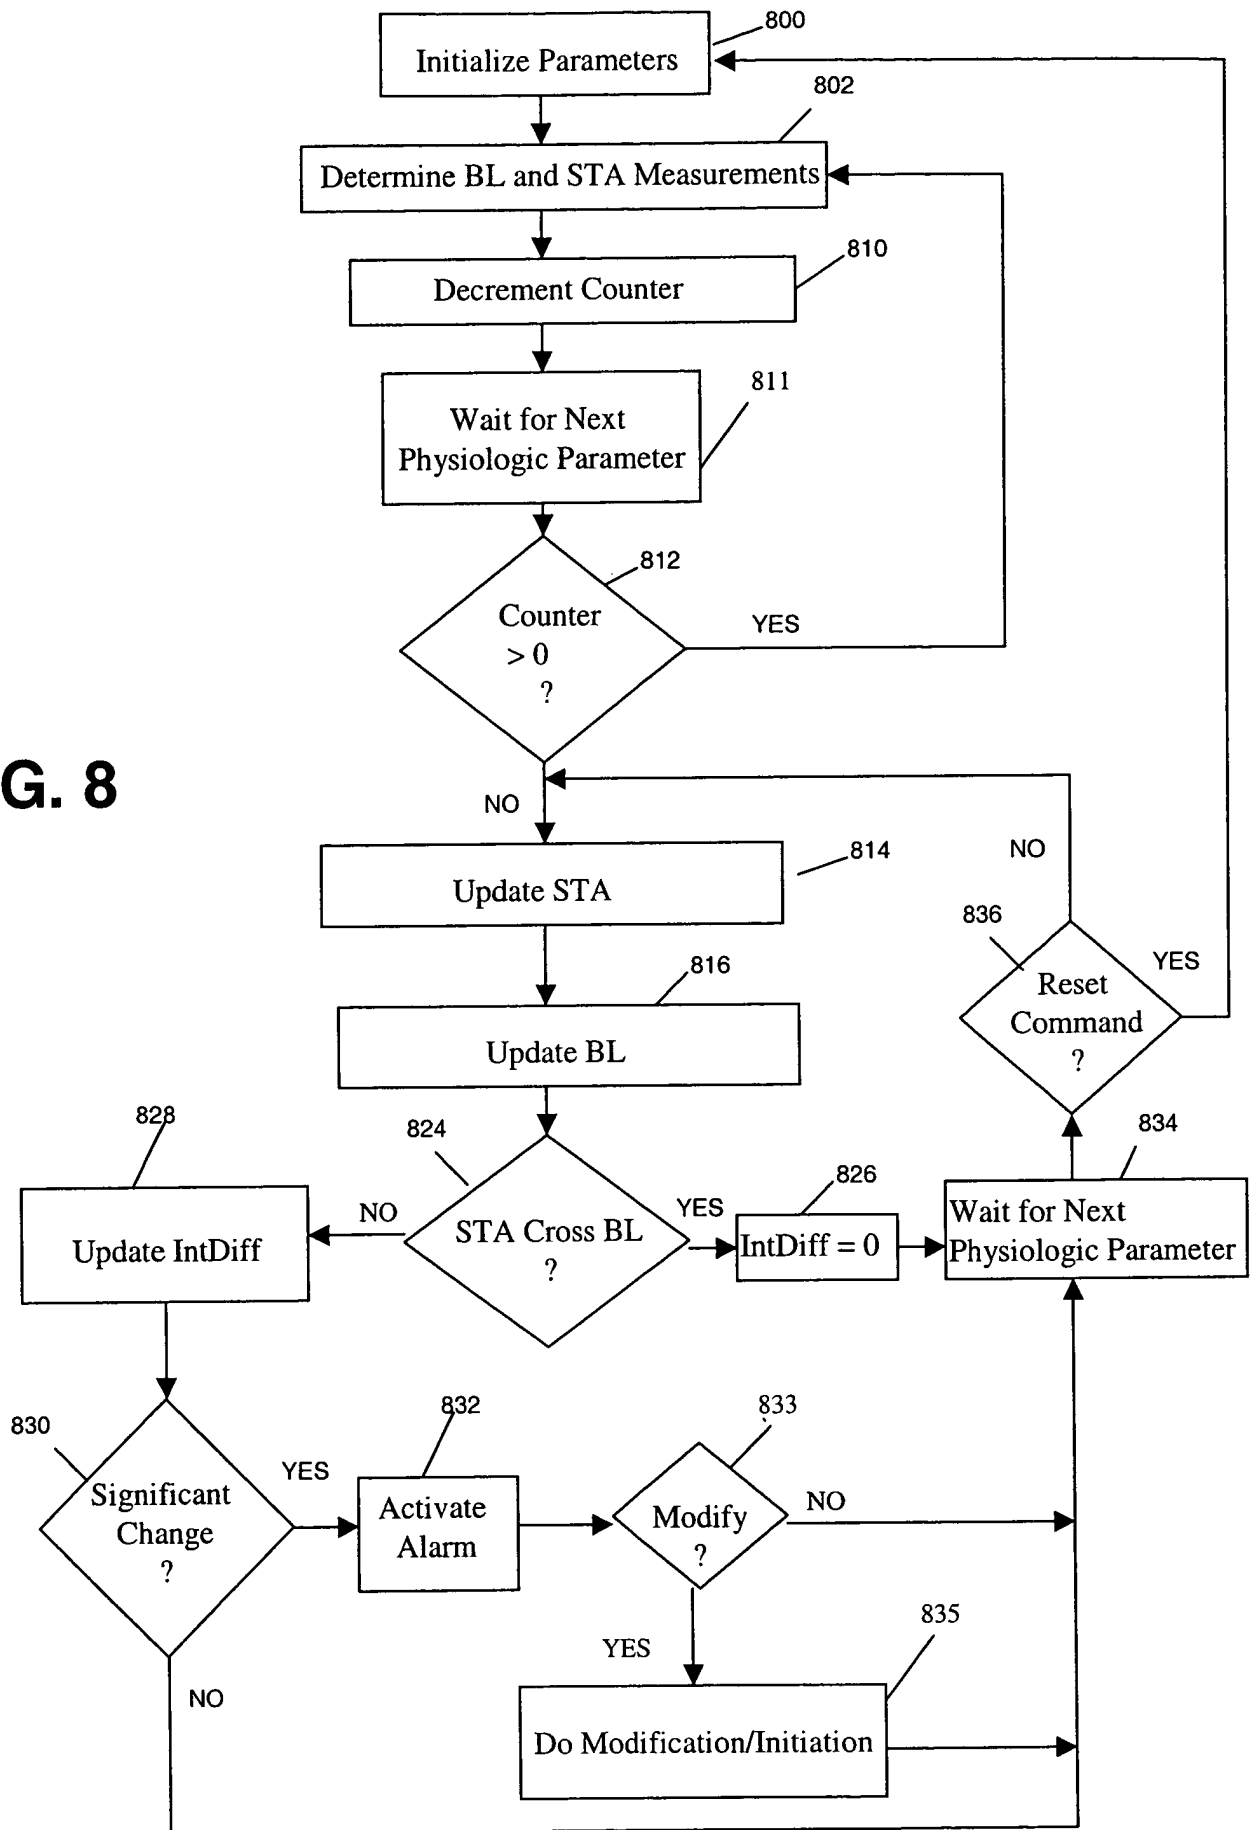 800
Initialize Parameters
802
Determine BL and STA Measurements
810
Decrement Counter
811
Wait for Next
Physiologic Parameter
812
Counter
> 0
?
YES
G. 8
NO
814
Update STA
NO
836
YES
Reset
Command
?
816
Update BL
828
824
834
826
NO
YES
Update IntDiff
STA Cross BL
?
IntDiff = 0
Wait for Next
Physiologic Parameter
830
832
833
YES
Significant
Change
?
Activate
Alarm
Modify
?
NO
835
YES
NO
Do Modification/Initiation